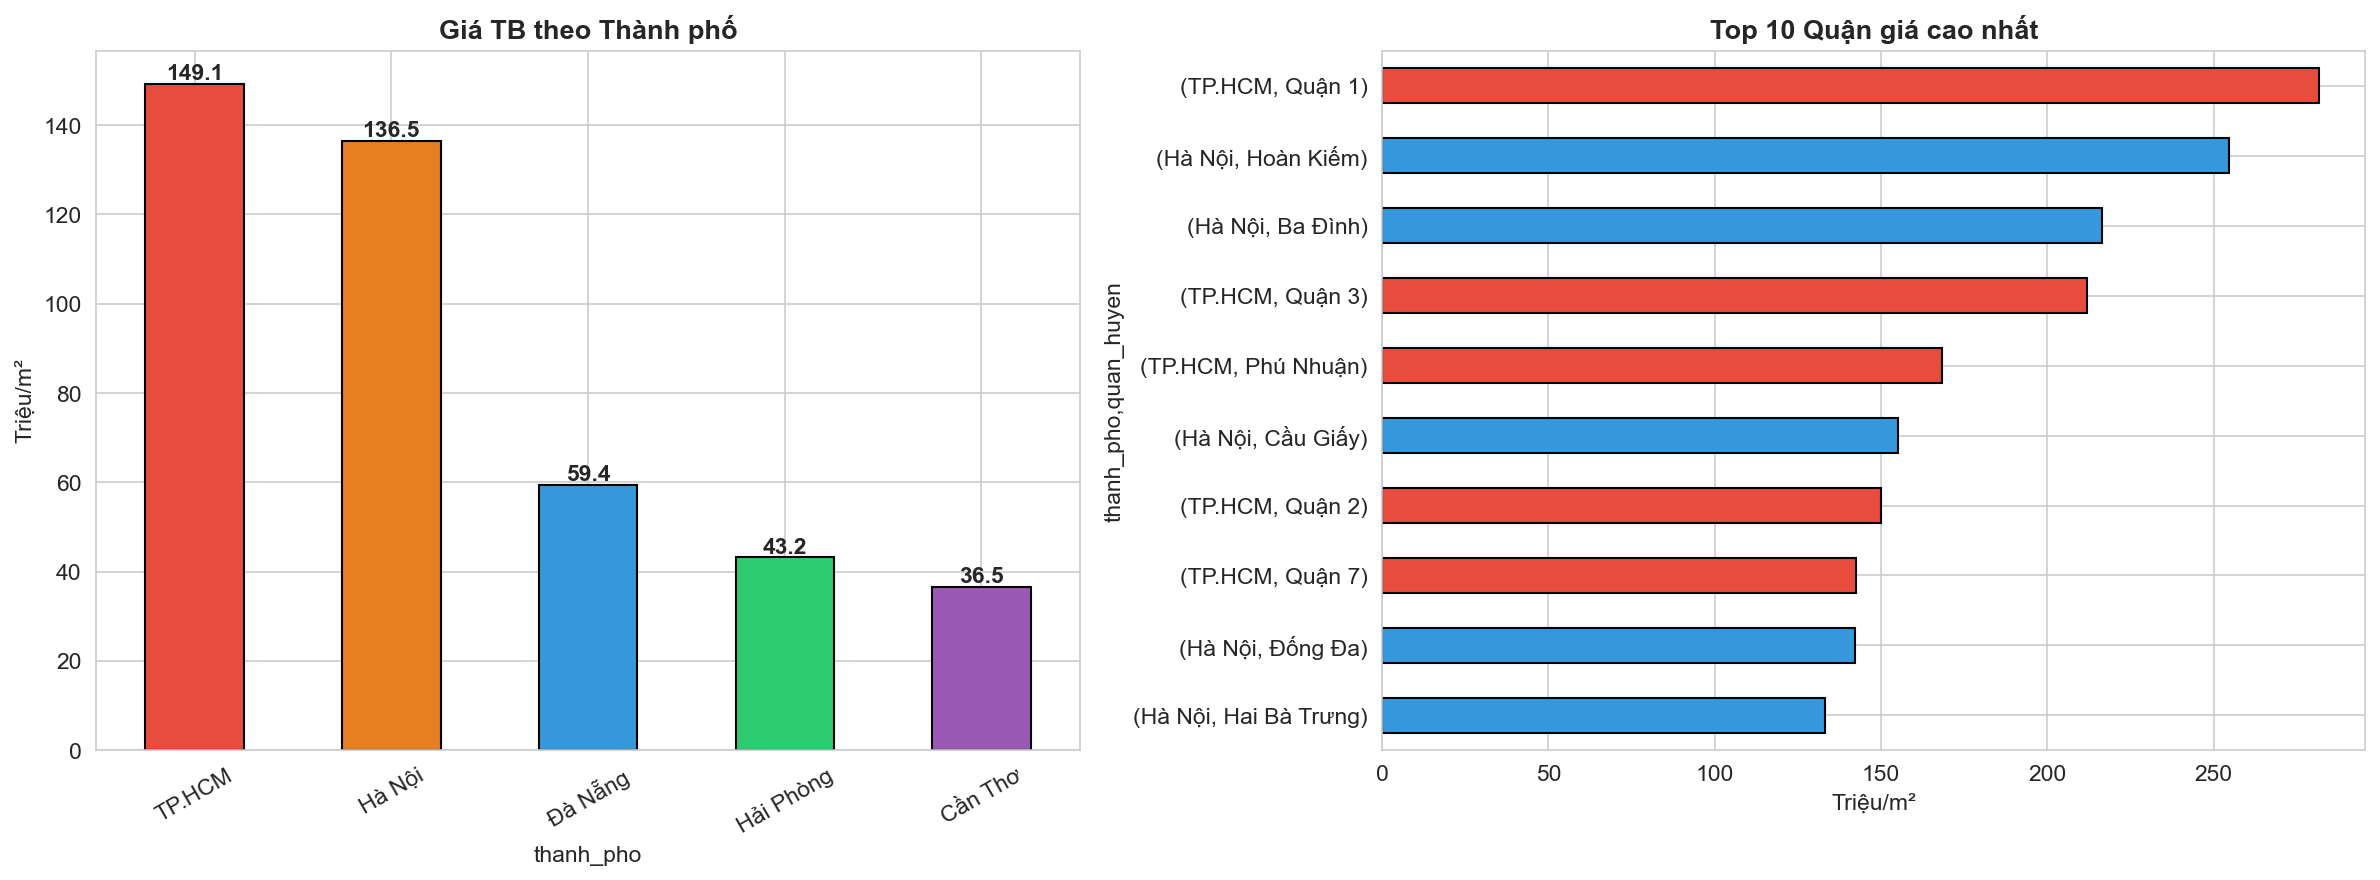 Giá TB theo Thành phố
149.1
136.5
59.4
43.2
36.5
140
120
100
80
60
40
20
0
Triệu/m²
TP.HCM
Hà Nội
Đà Nẵng
Hải Phòng
Cần Thơ
thanh_pho
Top 10 Quận giá cao nhất
(TP.HCM, Quận 1)
(Hà Nội, Hoàn Kiếm)
(Hà Nội, Ba Đình)
(TP.HCM, Quận 3)
(TP.HCM, Phú Nhuận)
(Hà Nội, Cầu Giấy)
(TP.HCM, Quận 2)
(TP.HCM, Quận 7)
(Hà Nội, Đống Đa)
(Hà Nội, Hai Bà Trưng)
thanh_pho,quan_huyen
0
50
100
150
200
250
Triệu/m²